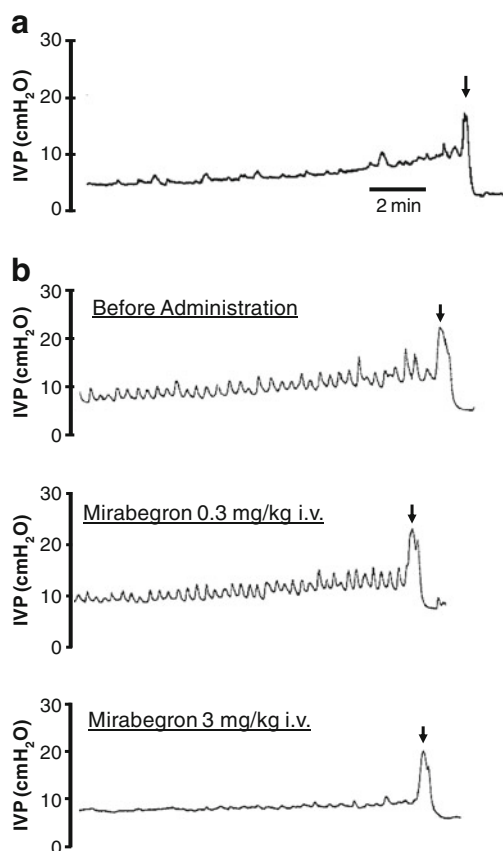 a
30
20
10
0
IVP (cmH₂O)
2 min
b
Before Administration
30
20
10
0
IVP (cmH₂O)
Mirabegron 0.3 mg/kg i.v.
30
20
10
0
IVP (cmH₂O)
Mirabegron 3 mg/kg i.v.
30
20
10
0
IVP (cmH₂O)